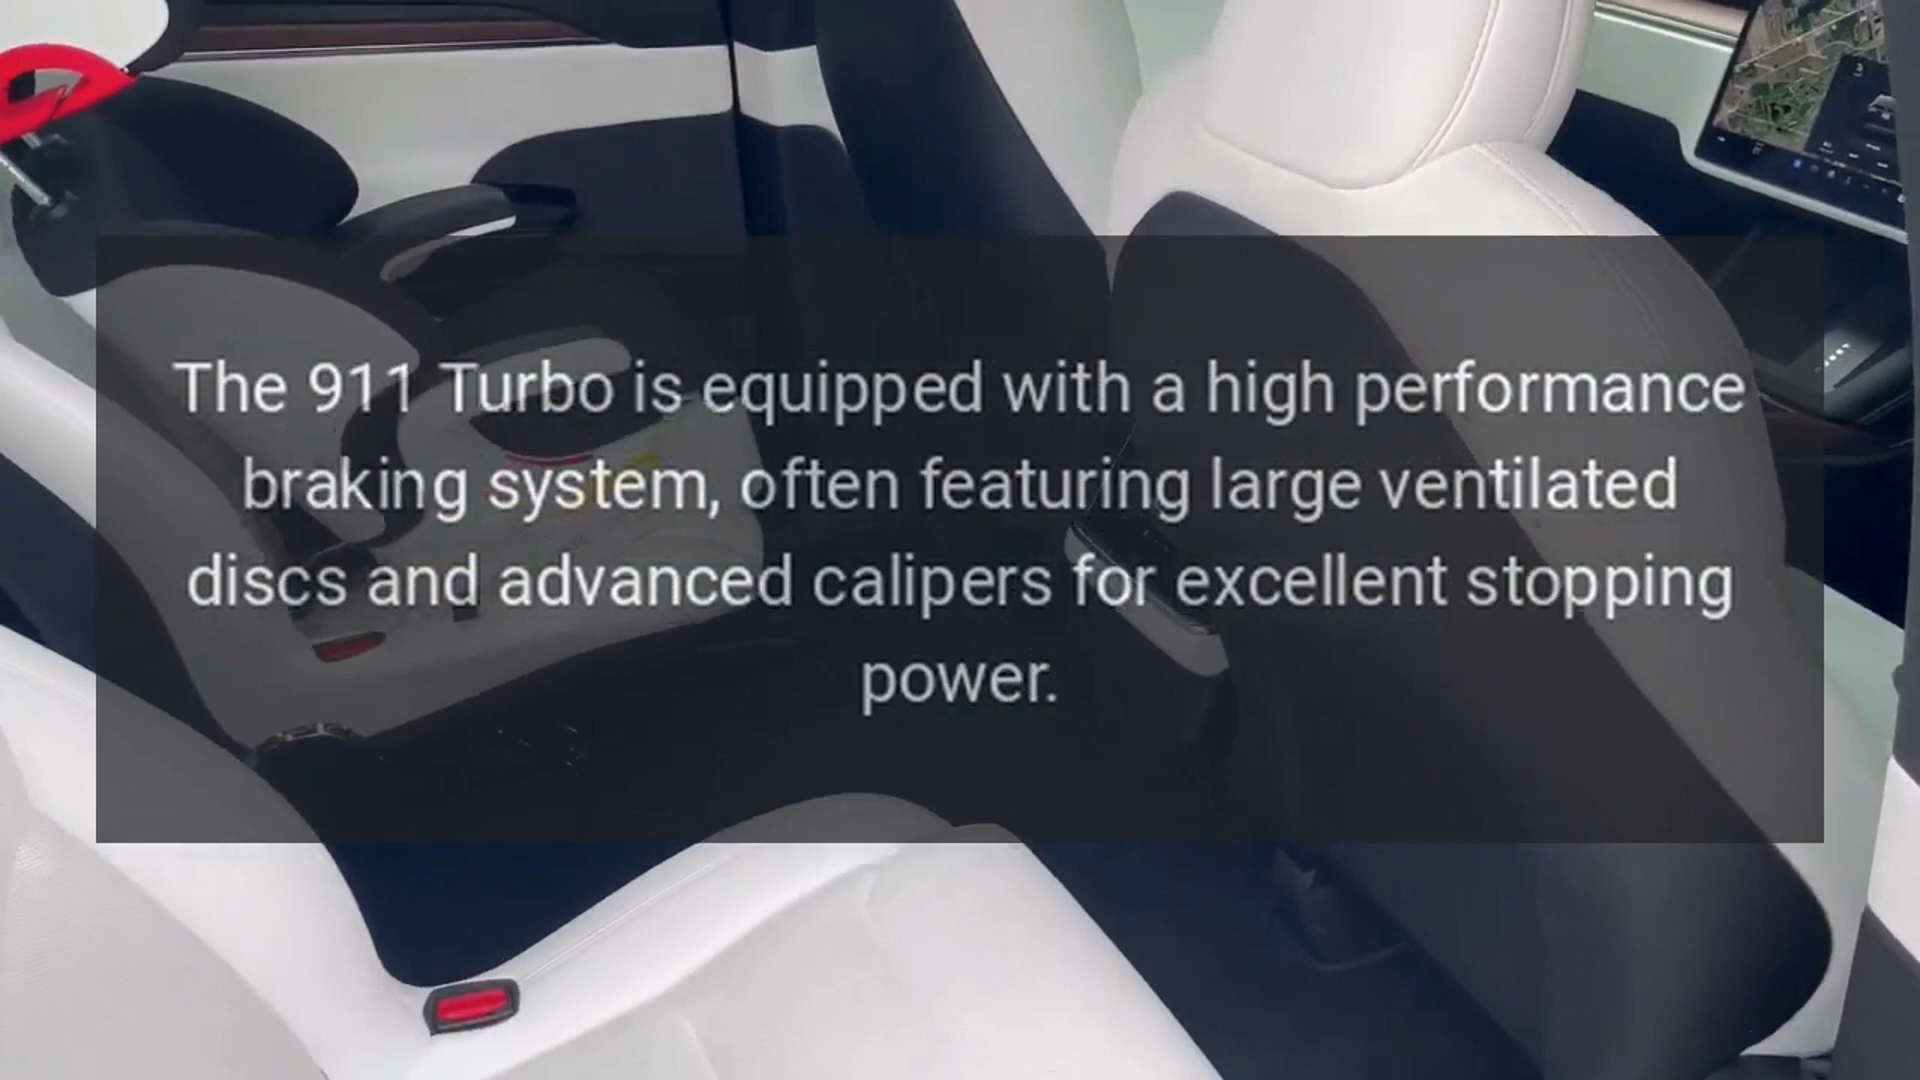 The 911 Turbo is equipped with a high performance
braking system, often featuring large ventilated
discs and advanced calipers for excellent stopping
power.